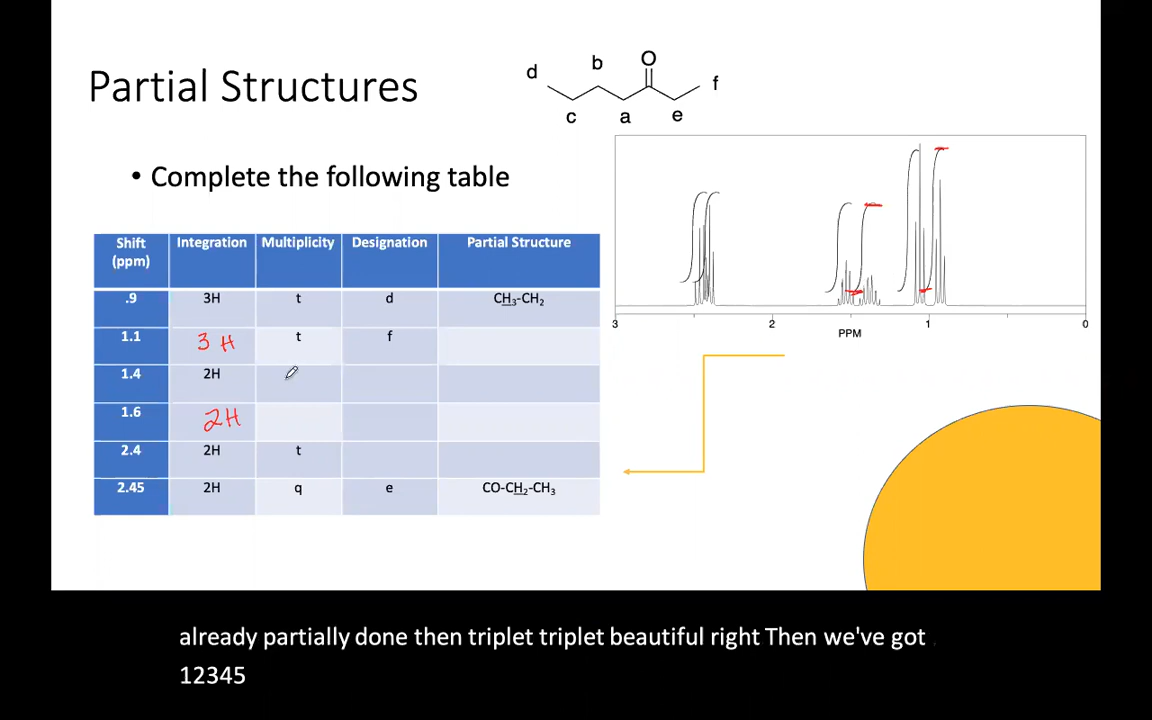 O
b
d
f
Partial Structures
c
a
e
• Complete the following table
Shift (ppm) Integration Multiplicity Designation Partial Structure
.9 3H t d CH₃-CH₂
1.1 3 H t f
1.4 2H
1.6 2H
2.4 2H t
2.45 2H q e CO-CH₂-CH₃
3 2 1 0
PPM
already partially done then triplet triplet beautiful right Then we've got
12345